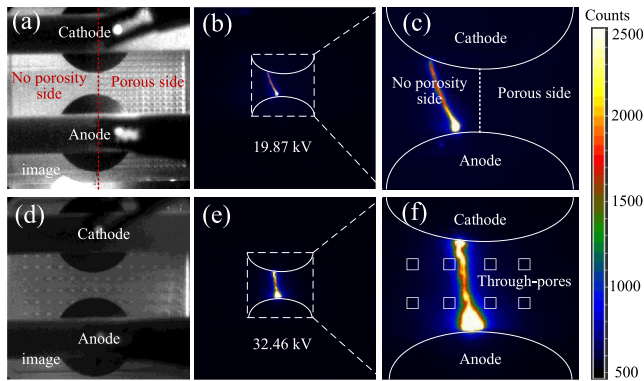 (a)
Cathode
No porosity
side
Porous side
Anode
image
(b)
19.87 kV
(c)
Cathode
No porosity
side
Porous side
Anode
Counts
2500
2000
1500
1000
500
(d)
Cathode
Anode
image
(e)
32.46 kV
(f)
Cathode
Through-pores
Anode